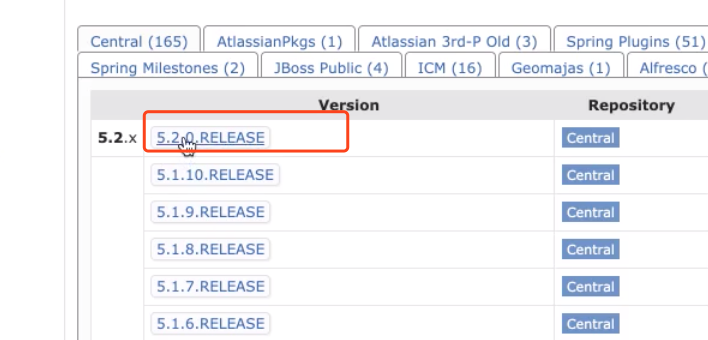 Central (165) AtlassianPkgs (1) Atlassian 3rd-P Old (3) Spring Plugins (51)
Spring Milestones (2) JBoss Public (4) ICM (16) Geomajas (1) Alfresco (
Version Repository
5.2.x 5.2.0.RELEASE Central
5.1.10.RELEASE Central
5.1.9.RELEASE Central
5.1.8.RELEASE Central
5.1.7.RELEASE Central
5.1.6.RELEASE Central